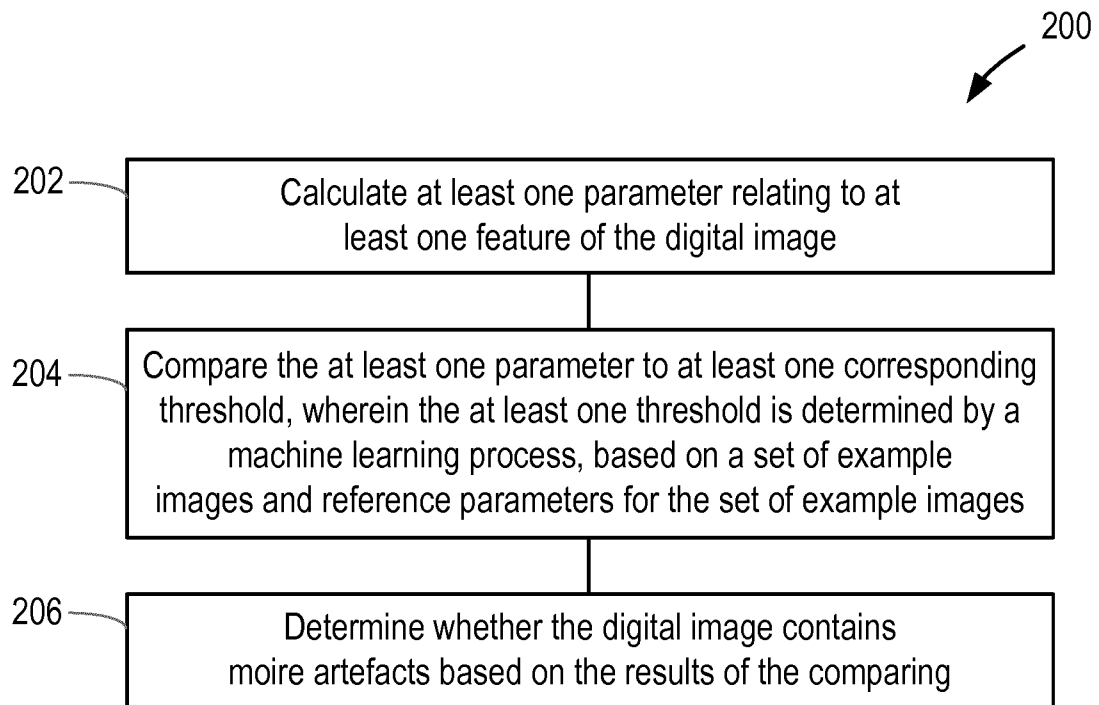 200
202
Calculate at least one parameter relating to at
least one feature of the digital image
204
Compare the at least one parameter to at least one corresponding
threshold, wherein the at least one threshold is determined by a
machine learning process, based on a set of example
images and reference parameters for the set of example images
206
Determine whether the digital image contains
moire artefacts based on the results of the comparing